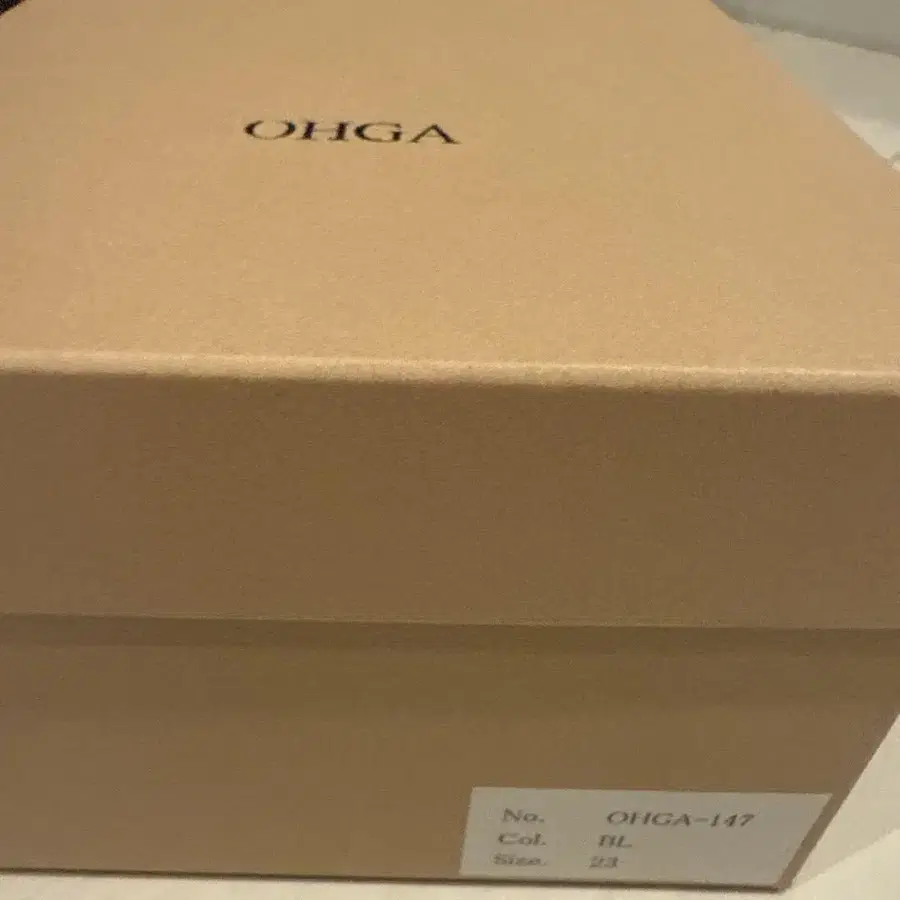 OHGA
No. OHGA-147
Col. BL
Size. 23